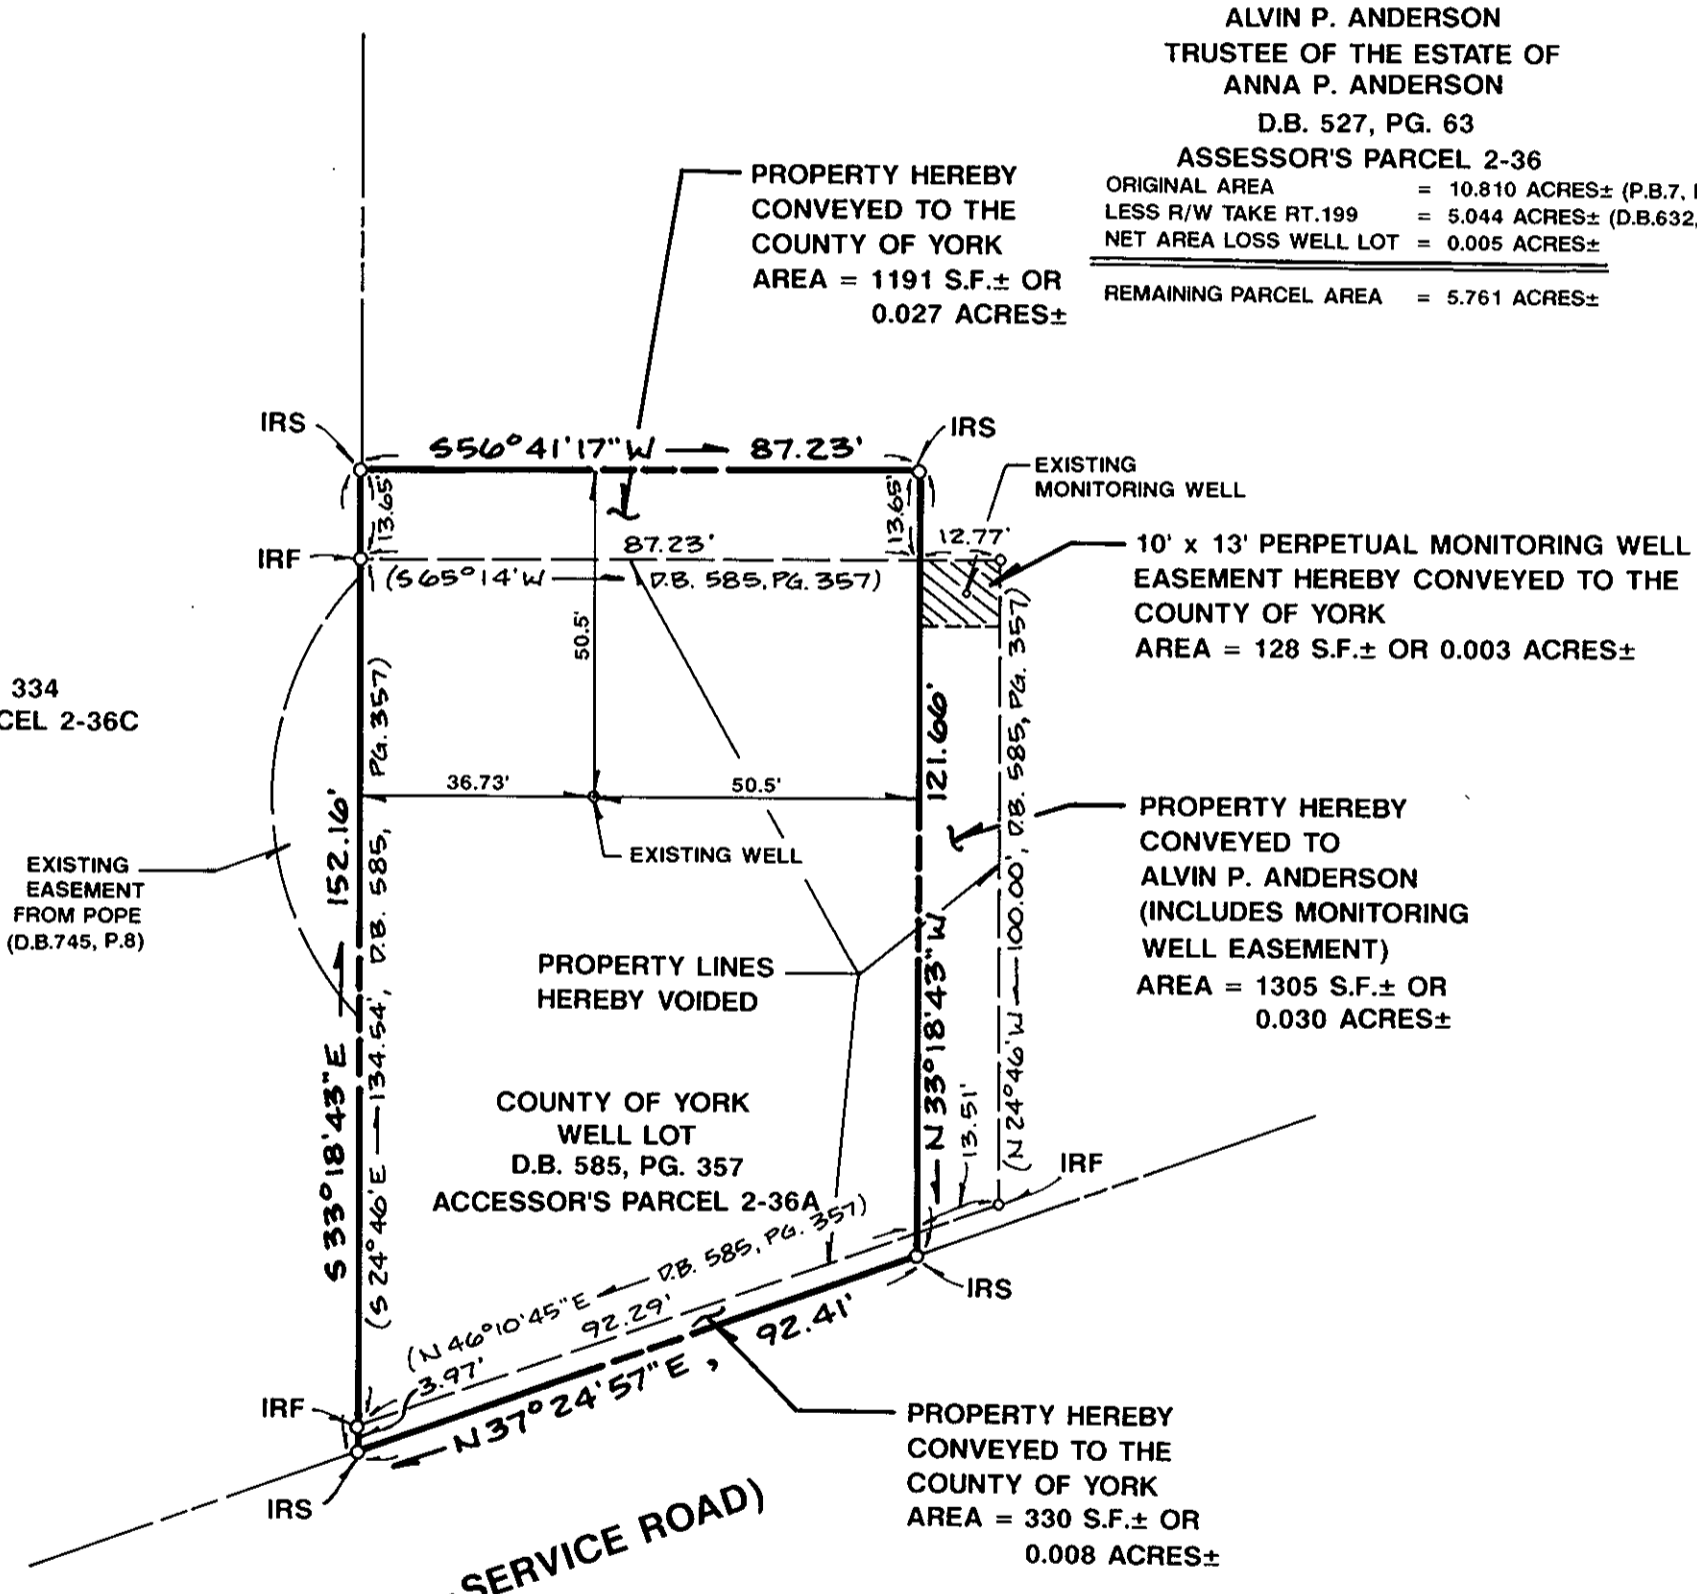 ALVIN P. ANDERSON
TRUSTEE OF THE ESTATE OF
ANNA P. ANDERSON
D.B. 527, PG. 63
ASSESSOR'S PARCEL 2-36
ORIGINAL AREA = 10.810 ACRES± (P.B.7,
LESS R/W TAKE RT.199 = 5.044 ACRES± (D.B.632,
NET AREA LOSS WELL LOT = 0.005 ACRES±
REMAINING PARCEL AREA = 5.761 ACRES±
PROPERTY HEREBY
CONVEYED TO THE
COUNTY OF YORK
AREA = 1191 S.F.± OR
0.027 ACRES±
IRS
S56°41'17"W 87.23'
IRS
EXISTING
MONITORING WELL
13.65'
13.65'
12.77'
IRF
87.23'
(S65°14'W D.B. 585, PG. 357)
10' x 13' PERPETUAL MONITORING WELL
EASEMENT HEREBY CONVEYED TO THE
COUNTY OF YORK
AREA = 128 S.F.± OR 0.003 ACRES±
50.5'
334
CEL 2-36C
36.73'
50.5'
EXISTING WELL
EXISTING
EASEMENT
FROM POPE
(D.B.745, P.8)
S33°18'43"E 152.16'
(S24°46'E 134.54', D.B. 585, PG. 357)
N33°18'43"W 121.66'
(N24°46'W 100.00', D.B. 585, PG. 357)
13.51'
PROPERTY HEREBY
CONVEYED TO
ALVIN P. ANDERSON
(INCLUDES MONITORING
WELL EASEMENT)
AREA = 1305 S.F.± OR
0.030 ACRES±
PROPERTY LINES
HEREBY VOIDED
COUNTY OF YORK
WELL LOT
D.B. 585, PG. 357
ACCESSOR'S PARCEL 2-36A
IRF
(N46°10'45"E D.B. 585, PG. 357)
92.29'
3.97'
IRS
IRF
N37°24'57"E, 92.41'
IRS
PROPERTY HEREBY
CONVEYED TO THE
COUNTY OF YORK
AREA = 330 S.F.± OR
0.008 ACRES±
SERVICE ROAD)